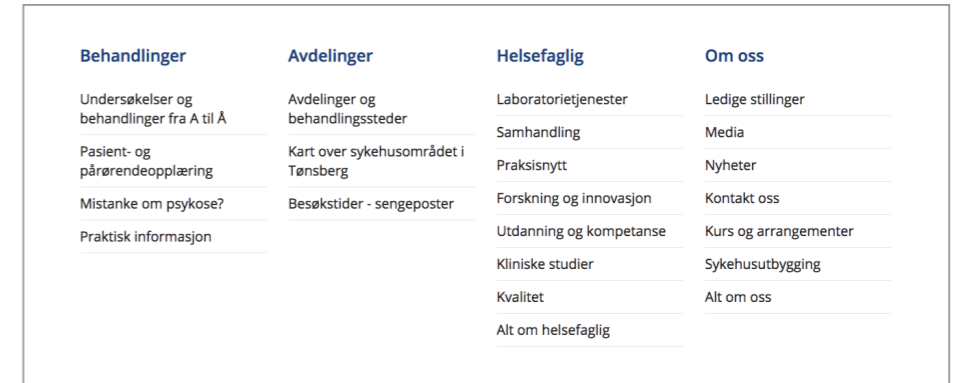 Behandlinger
Undersøkelser og
behandlinger fra A til Å
Pasient- og
pårørendeopplæring
Mistanke om psykose?
Praktisk informasjon
Avdelinger
Avdelinger og
behandlingssteder
Kart over sykehusområdet i
Tønsberg
Besøkstider - sengeposter
Helsefaglig
Laboratorietjenester
Samhandling
Praksisnytt
Forskning og innovasjon
Utdanning og kompetanse
Kliniske studier
Kvalitet
Alt om helsefaglig
Om oss
Ledige stillinger
Media
Nyheter
Kontakt oss
Kurs og arrangementer
Sykehusutbygging
Alt om oss